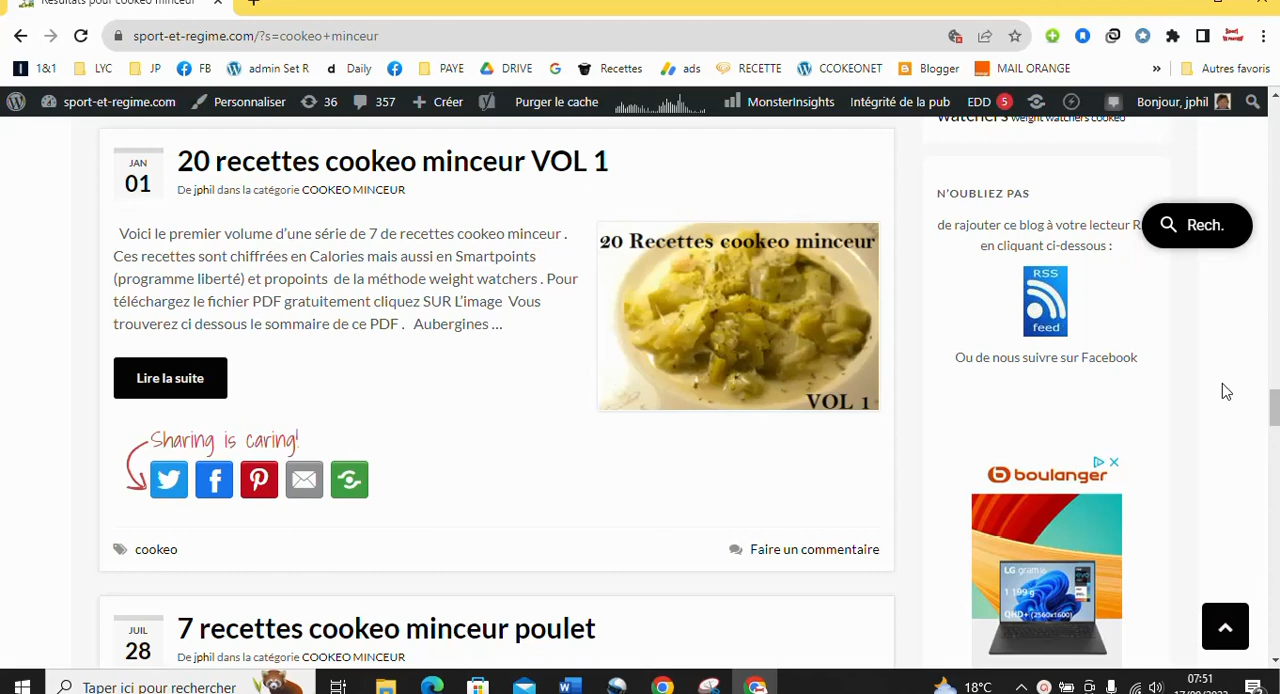 Résultats pour cookeo minceur
sport-et-regime.com/?s=cookeo+minceur
1&1 LYC JP FB admin Set R Daily PAYE DRIVE Recettes ads RECETTE CCOKEONET Blogger MAIL ORANGE » Autres favoris
sport-et-regime.com Personnaliser 36 357 Créer Purger le cache MonsterInsights Intégrité de la pub EDD 5 Bonjour, jphil
JAN
01
20 recettes cookeo minceur VOL 1
De jphil dans la catégorie COOKEO MINCEUR
Voici le premier volume d’une série de 7 de recettes cookeo minceur .
Ces recettes sont chiffrées en Calories mais aussi en Smartpoints
(programme liberté) et propoints de la méthode weight watchers . Pour
téléchargez le fichier PDF gratuitement cliquez SUR L’image Vous
trouverez ci dessous le sommaire de ce PDF . Aubergines ...
20 Recettes cookeo minceur
VOL 1
Lire la suite
Sharing is caring!
cookeo
Faire un commentaire
JUIL
28
7 recettes cookeo minceur poulet
De jphil dans la catégorie COOKEO MINCEUR
watchers weight watchers cookeo
N’OUBLIEZ PAS
de rajouter ce blog à votre lecteur R
en cliquant ci-dessous :
RSS
feed
Ou de nous suivre sur Facebook
Rech.
boulanger
LG gram
1 199
QHD+ (2560x1600)
Taper ici pour rechercher
18°C
07:51